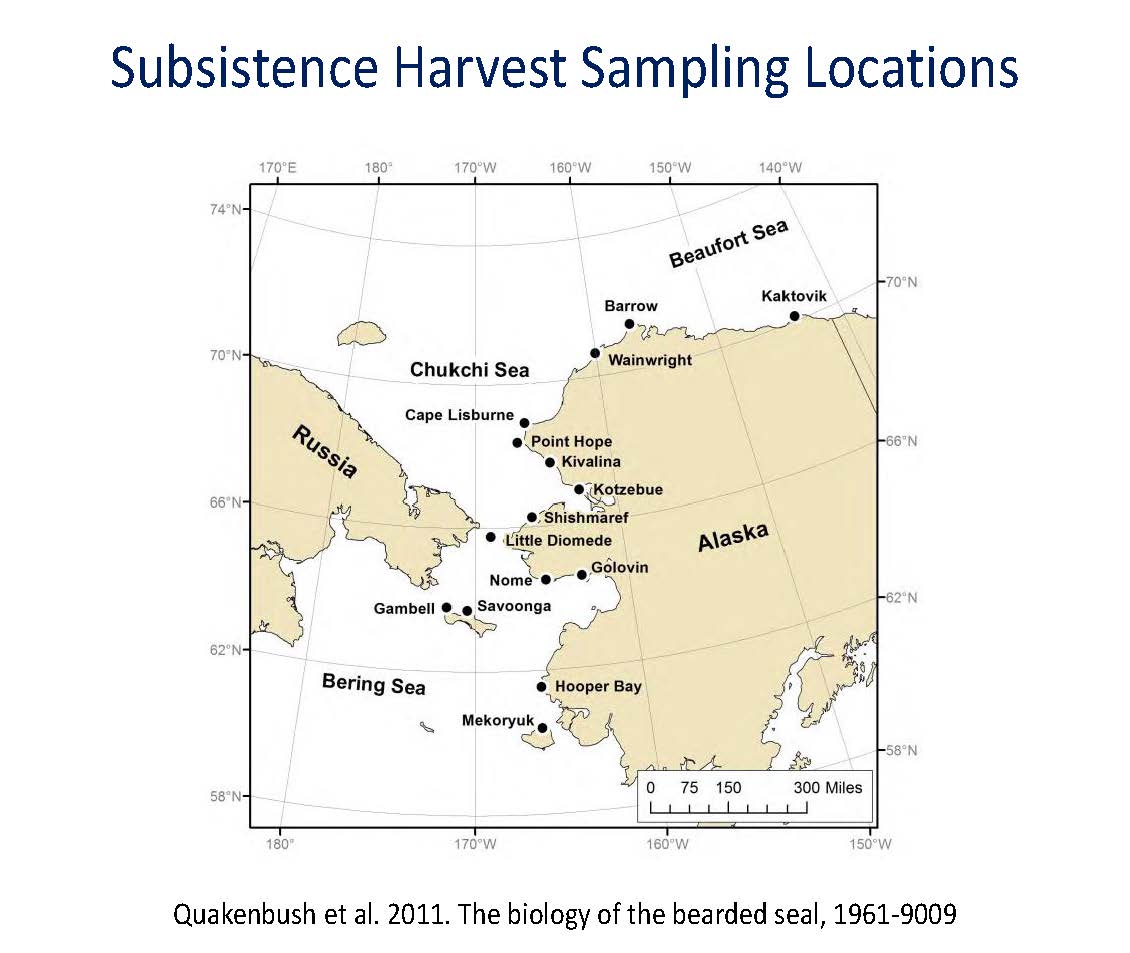 Subsistence Harvest Sampling Locations
170°E 180° 170°W 160°W 150°W 140°W
74°N
Beaufort Sea
70°N
Kaktovik
Barrow
70°N
Wainwright
Chukchi Sea
Cape Lisburne
Russia
Point Hope
66°N
Kivalina
Kotzebue
66°N
Shishmaref
Alaska
Little Diomede
Golovin
Nome
62°N
Gambell
Savoonga
62°N
Bering Sea
Hooper Bay
Mekoryuk
58°N
0 75 150 300 Miles
58°N
180° 170°W 160°W 150°W
Quakenbush et al. 2011. The biology of the bearded seal, 1961-9009